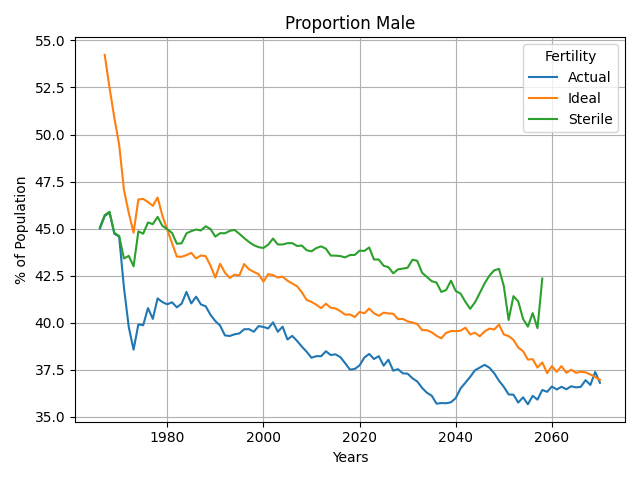 Proportion Male
55.0
52.5
50.0
47.5
45.0
42.5
40.0
37.5
35.0
% of Population
1980
2000
2020
2040
2060
Years
Fertility
Actual
Ideal
Sterile